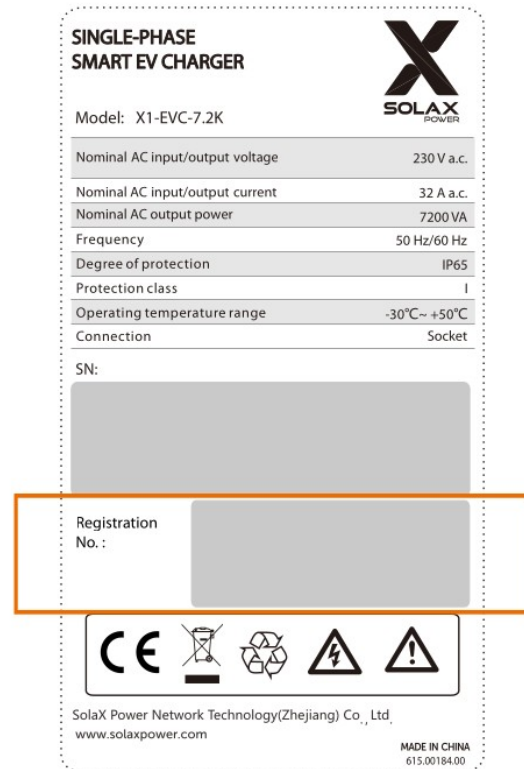 SINGLE-PHASE
SMART EV CHARGER
SOLAX
POWER
Model: X1-EVC-7.2K
Nominal AC input/output voltage 230 V a.c.
Nominal AC input/output current 32 A a.c.
Nominal AC output power 7200 VA
Frequency 50 Hz/60 Hz
Degree of protection IP65
Protection class I
Operating temperature range -30℃~ +50℃
Connection Socket
SN:
Registration
No. :
CE
SolaX Power Network Technology(Zhejiang) Co., Ltd.
www.solaxpower.com
MADE IN CHINA
615.00184.00